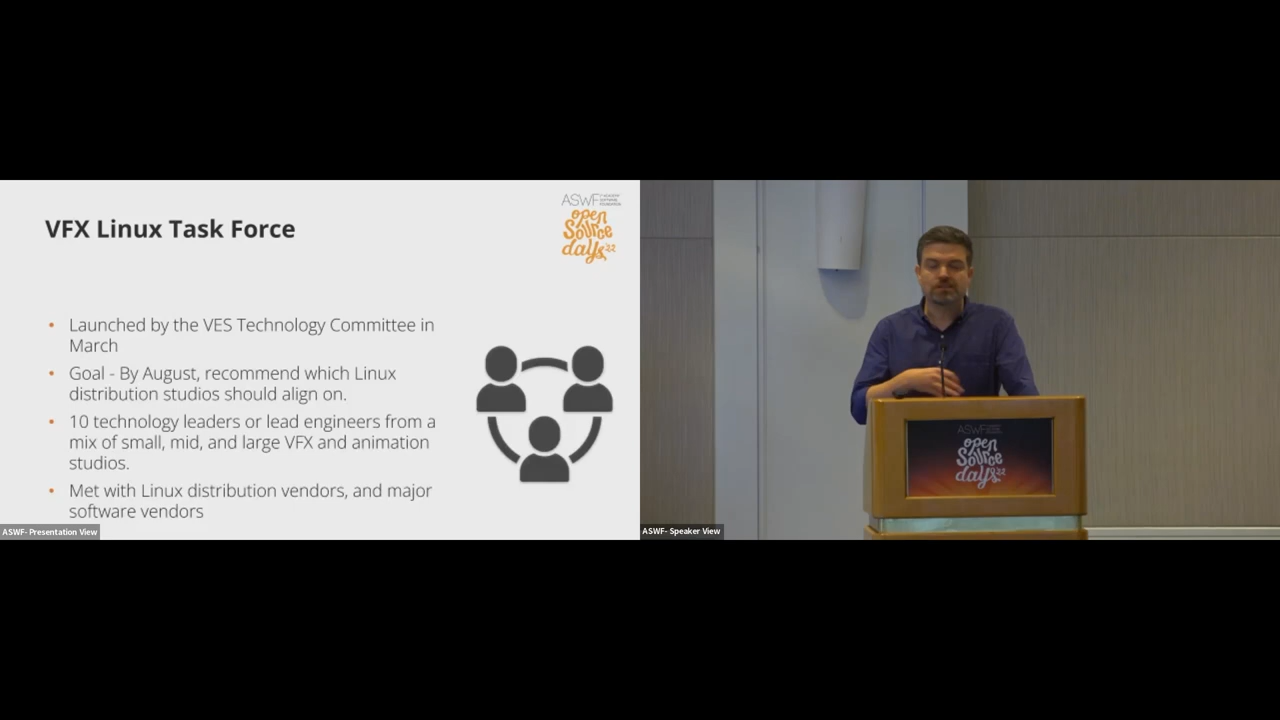 VFX Linux Task Force
ASWF
open
Source
days '22
• Launched by the VES Technology Committee in
March
• Goal - By August, recommend which Linux
distribution studios should align on.
• 10 technology leaders or lead engineers from a
mix of small, mid, and large VFX and animation
studios.
• Met with Linux distribution vendors, and major
software vendors
ASWF- Presentation View
ASWF
open
Source
days '22
ASWF- Speaker View